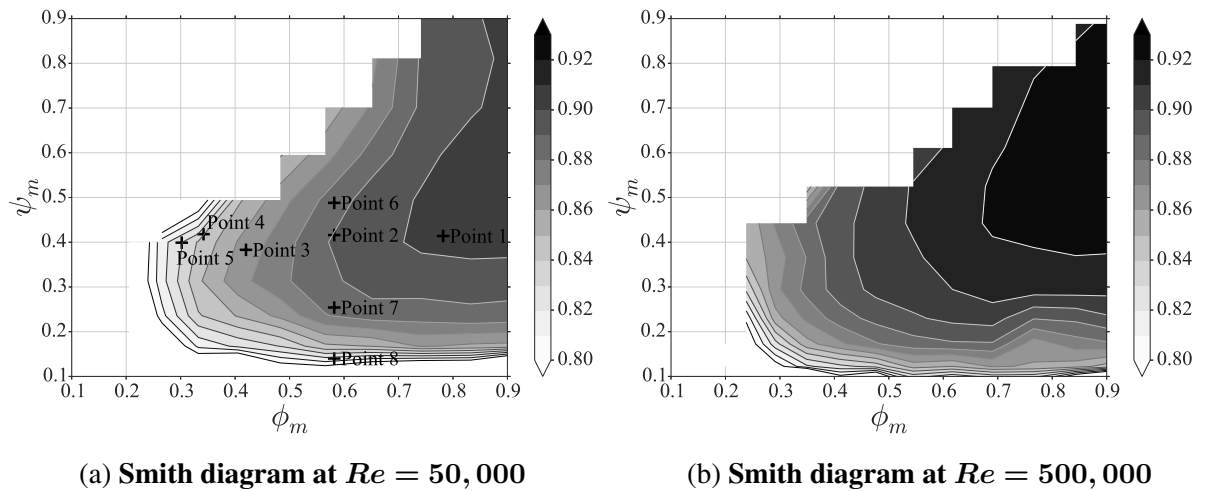 0.9
0.8
0.7
0.6
0.5
0.4
0.3
0.2
0.1
ψm
0.1 0.2 0.3 0.4 0.5 0.6 0.7 0.8 0.9
ϕm
Point 6
Point 4
Point 2
Point 1
Point 3
Point 5
Point 7
Point 8
0.92
0.90
0.88
0.86
0.84
0.82
0.80
(a) Smith diagram at Re = 50,000
0.9
0.8
0.7
0.6
0.5
0.4
0.3
0.2
0.1
ψm
0.1 0.2 0.3 0.4 0.5 0.6 0.7 0.8 0.9
ϕm
0.92
0.90
0.88
0.86
0.84
0.82
0.80
(b) Smith diagram at Re = 500,000